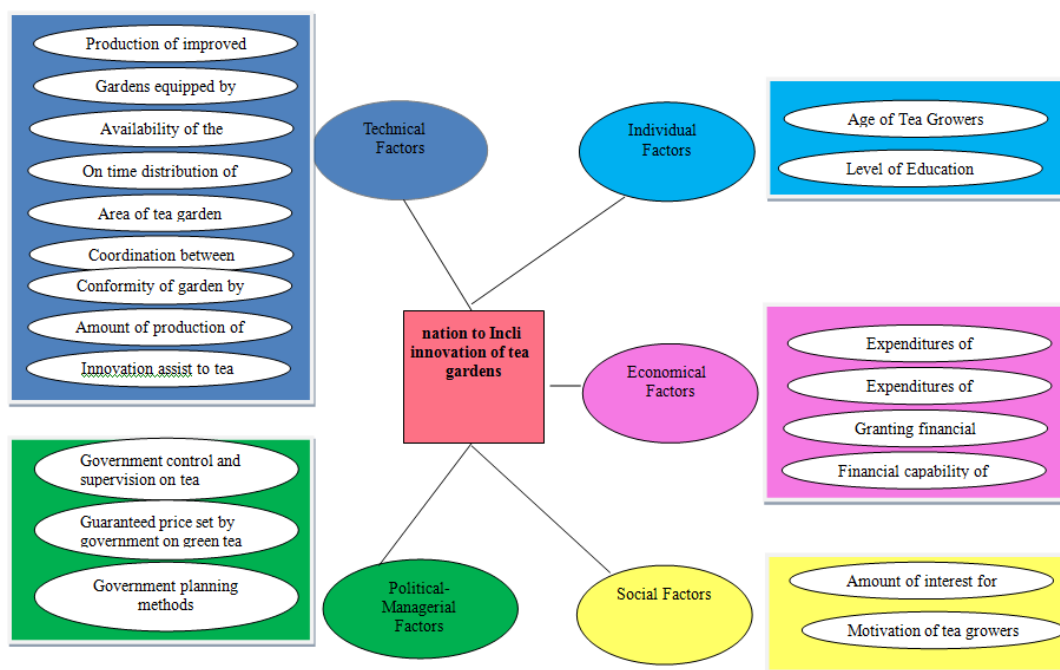 Production of improved
Gardens equipped by
Availability of the
On time distribution of
Area of tea garden
Coordination between
Conformity of garden by
Amount of production of
Innovation assist to tea
Technical
Factors
Individual
Factors
Age of Tea Growers
Level of Education
nation to Incli
innovation of tea
gardens
Economical
Factors
Expenditures of
Expenditures of
Granting financial
Financial capability of
Government control and
supervision on tea
Guaranteed price set by
government on green tea
Government planning
methods
Political-
Managerial
Factors
Social Factors
Amount of interest for
Motivation of tea growers